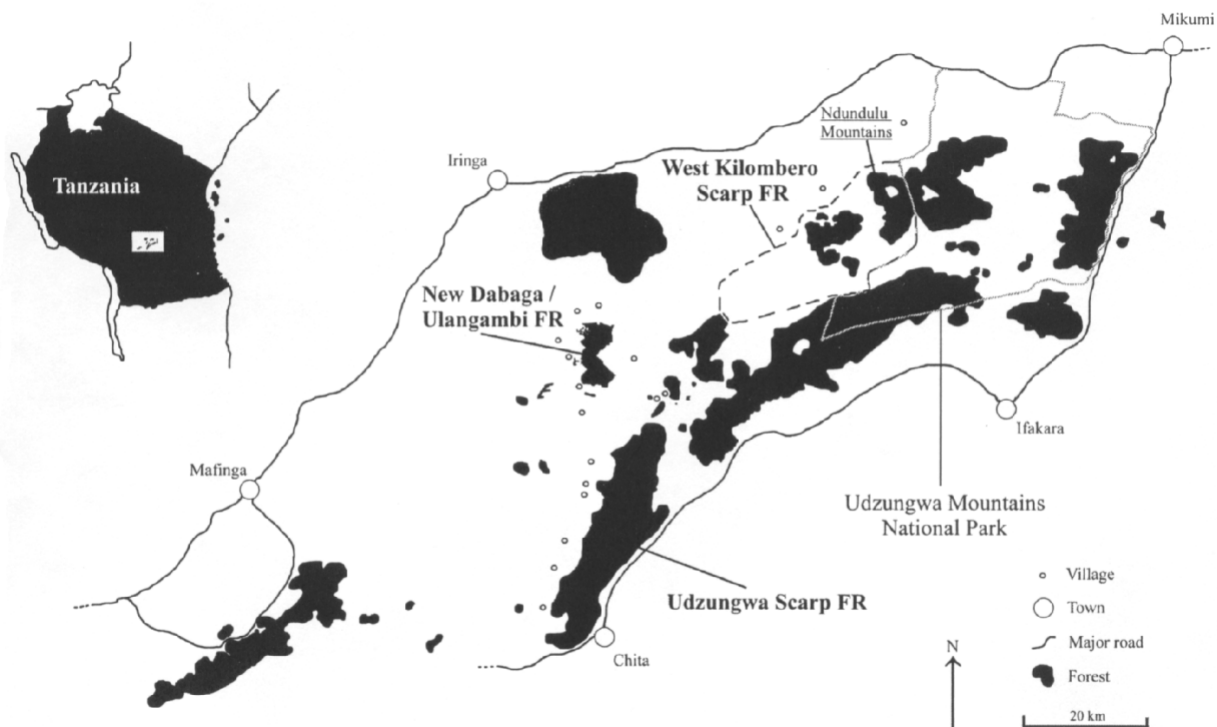 Mikumi
Ndundulu
Mountains
Iringa
West Kilombero
Scarp FR
Tanzania
New Dabaga /
Ulangambi FR
Ifakara
Mafinga
Udzungwa Mountains
National Park
Village
Udzungwa Scarp FR
Town
Major road
Chita
N
Forest
20 km